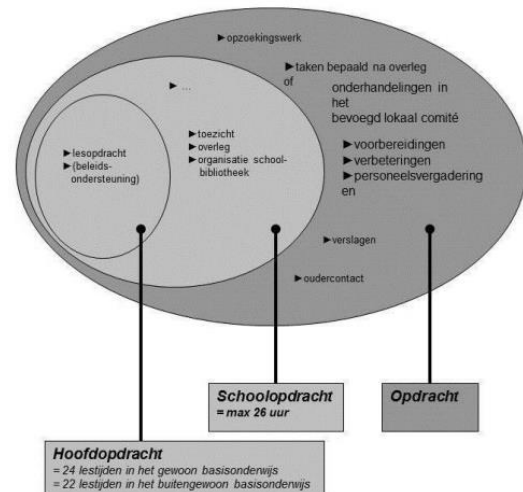 ►opzoekingswerk
►taken bepaald na overleg
of
onderhandelingen in
het
bevoegd lokaal comité
►...
►toezicht
►overleg
►organisatie school-
bibliotheek
►lesopdracht
►(beleids-
ondersteuning)
►voorbereidingen
►verbeteringen
►personeelsvergadering
en
►verslagen
►oudercontact
Schoolopdracht
= max 26 uur
Opdracht
Hoofdopdracht
= 24 lestijden in het gewoon basisonderwijs
= 22 lestijden in het buitengewoon basisonderwijs